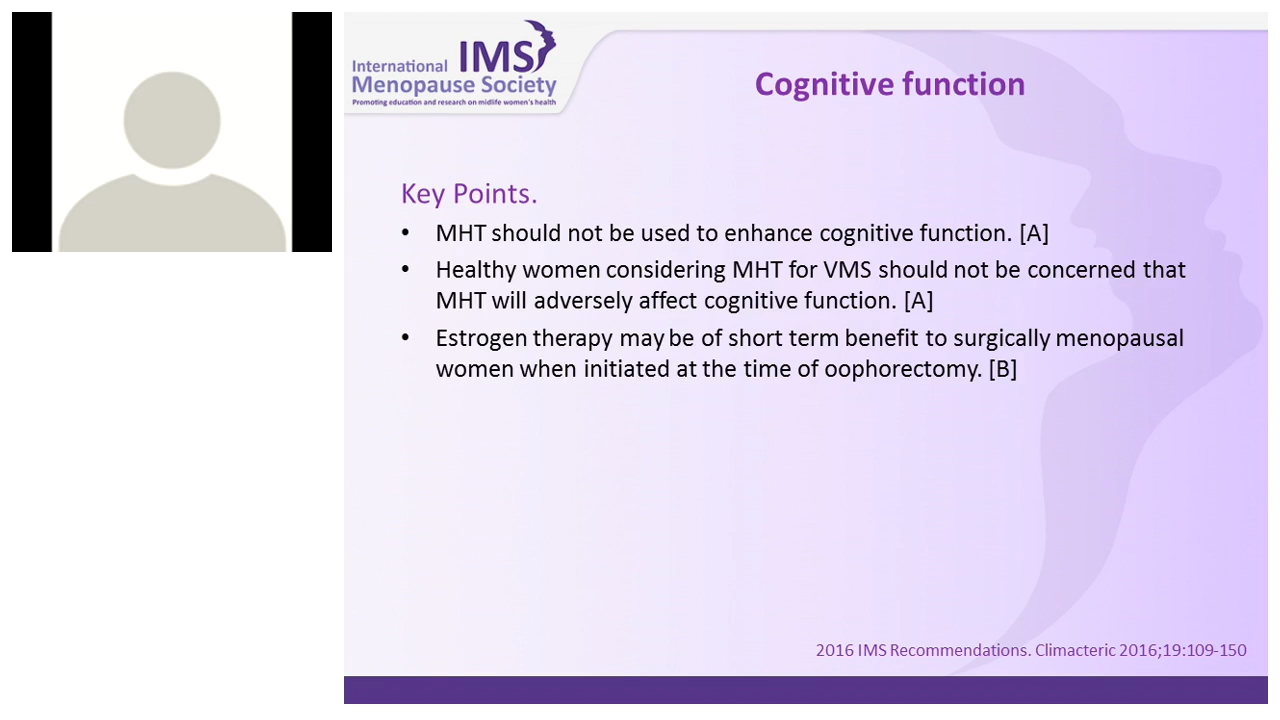 IMS
International
Menopause Society
Promoting education and research on midlife women's health
Cognitive function
Key Points.
• MHT should not be used to enhance cognitive function. [A]
• Healthy women considering MHT for VMS should not be concerned that
MHT will adversely affect cognitive function. [A]
• Estrogen therapy may be of short term benefit to surgically menopausal
women when initiated at the time of oophorectomy. [B]
2016 IMS Recommendations. Climacteric 2016;19:109-150